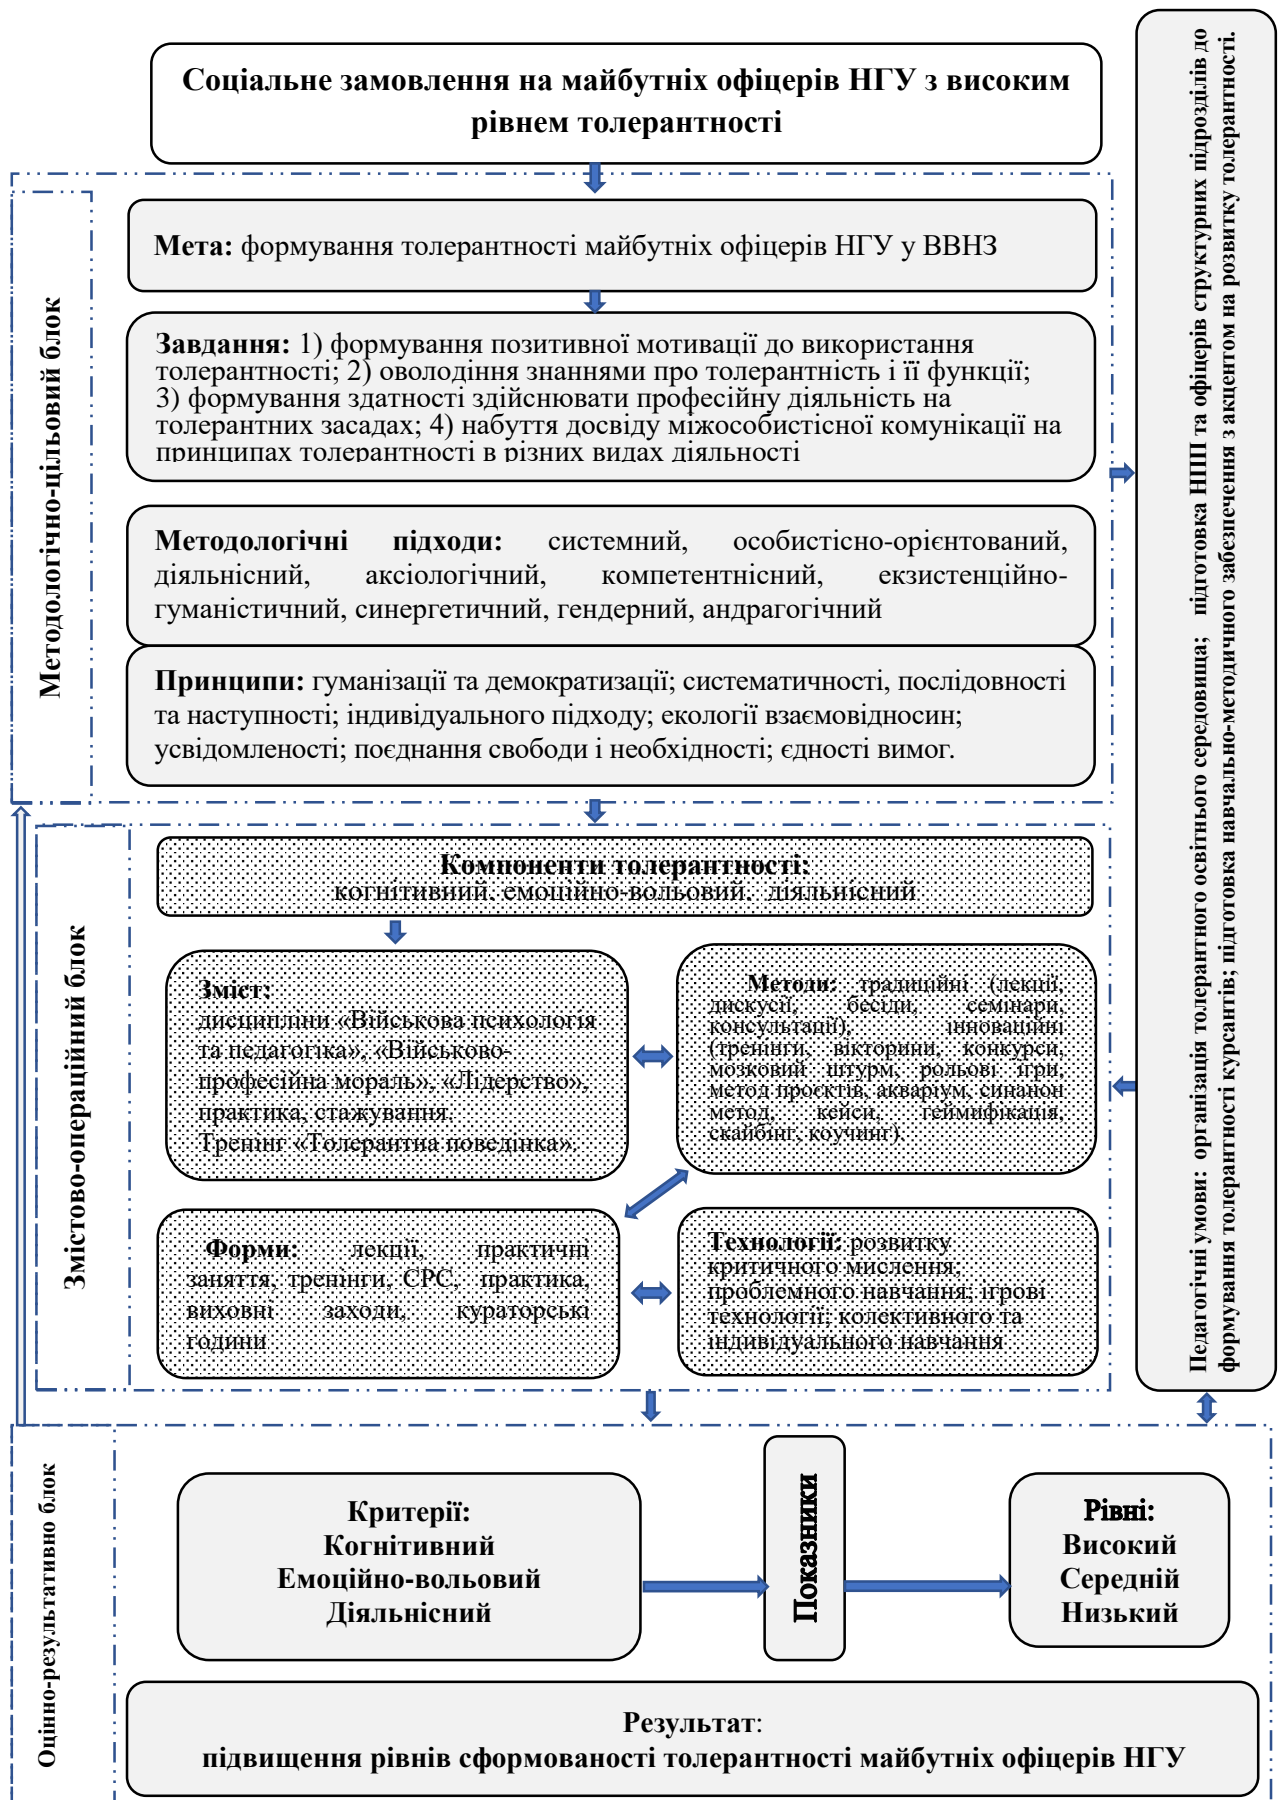 Соціальне замовлення на майбутніх офіцерів НГУ з високим
рівнем толерантності
Методологічно-цільовий блок
Мета: формування толерантності майбутніх офіцерів НГУ у ВВНЗ
Завдання: 1) формування позитивної мотивації до використання
толерантності; 2) оволодіння знаннями про толерантність і її функції;
3) формування здатності здійснювати професійну діяльність на
толерантних засадах; 4) набуття досвіду міжособистісної комунікації на
принципах толерантності в різних видах діяльності
Методологічні підходи: системний, особистісно-орієнтований,
діяльнісний, аксіологічний, компетентнісний, екзистенційно-
гуманістичний, синергетичний, гендерний, андрагогічний
Принципи: гуманізації та демократизації; систематичності, послідовності
та наступності; індивідуального підходу; екології взаємовідносин;
усвідомленості; поєднання свободи і необхідності; єдності вимог.
Педагогічні умови: організація толерантного освітнього середовища; підготовка НПП та офіцерів структурних підрозділів до
формування толерантності курсантів; підготовка навчально-методичного забезпечення з акцентом на розвитку толерантності.
Змістово-операційний блок
Компоненти толерантності:
когнітивний, емоційно-вольовий, діяльнісний
Зміст:
дисципліни «Військова психологія
та педагогіка», «Військово-
професійна мораль», «Лідерство»,
практика, стажування.
Тренінг «Толерантна поведінка».
Методи: традиційні (лекції,
дискусії, бесіди, семінари,
консультації), інноваційні
(тренінги, вікторини, конкурси,
мозковий штурм, рольові ігри,
метод проєктів, акваріум, синанон
метод, кейси, геймифікація,
скайбінг, коучинг).
Форми: лекції, практичні
заняття, тренінги, СРС, практика,
виховні заходи, кураторські
години
Технології: розвитку
критичного мислення;
проблемного навчання; ігрові
технології; колективного та
індивідуального навчання
Оцінно-результативно блок
Критерії:
Когнітивний
Емоційно-вольовий
Діяльнісний
Показники
Рівні:
Високий
Середній
Низький
Результат:
підвищення рівнів сформованості толерантності майбутніх офіцерів НГУ